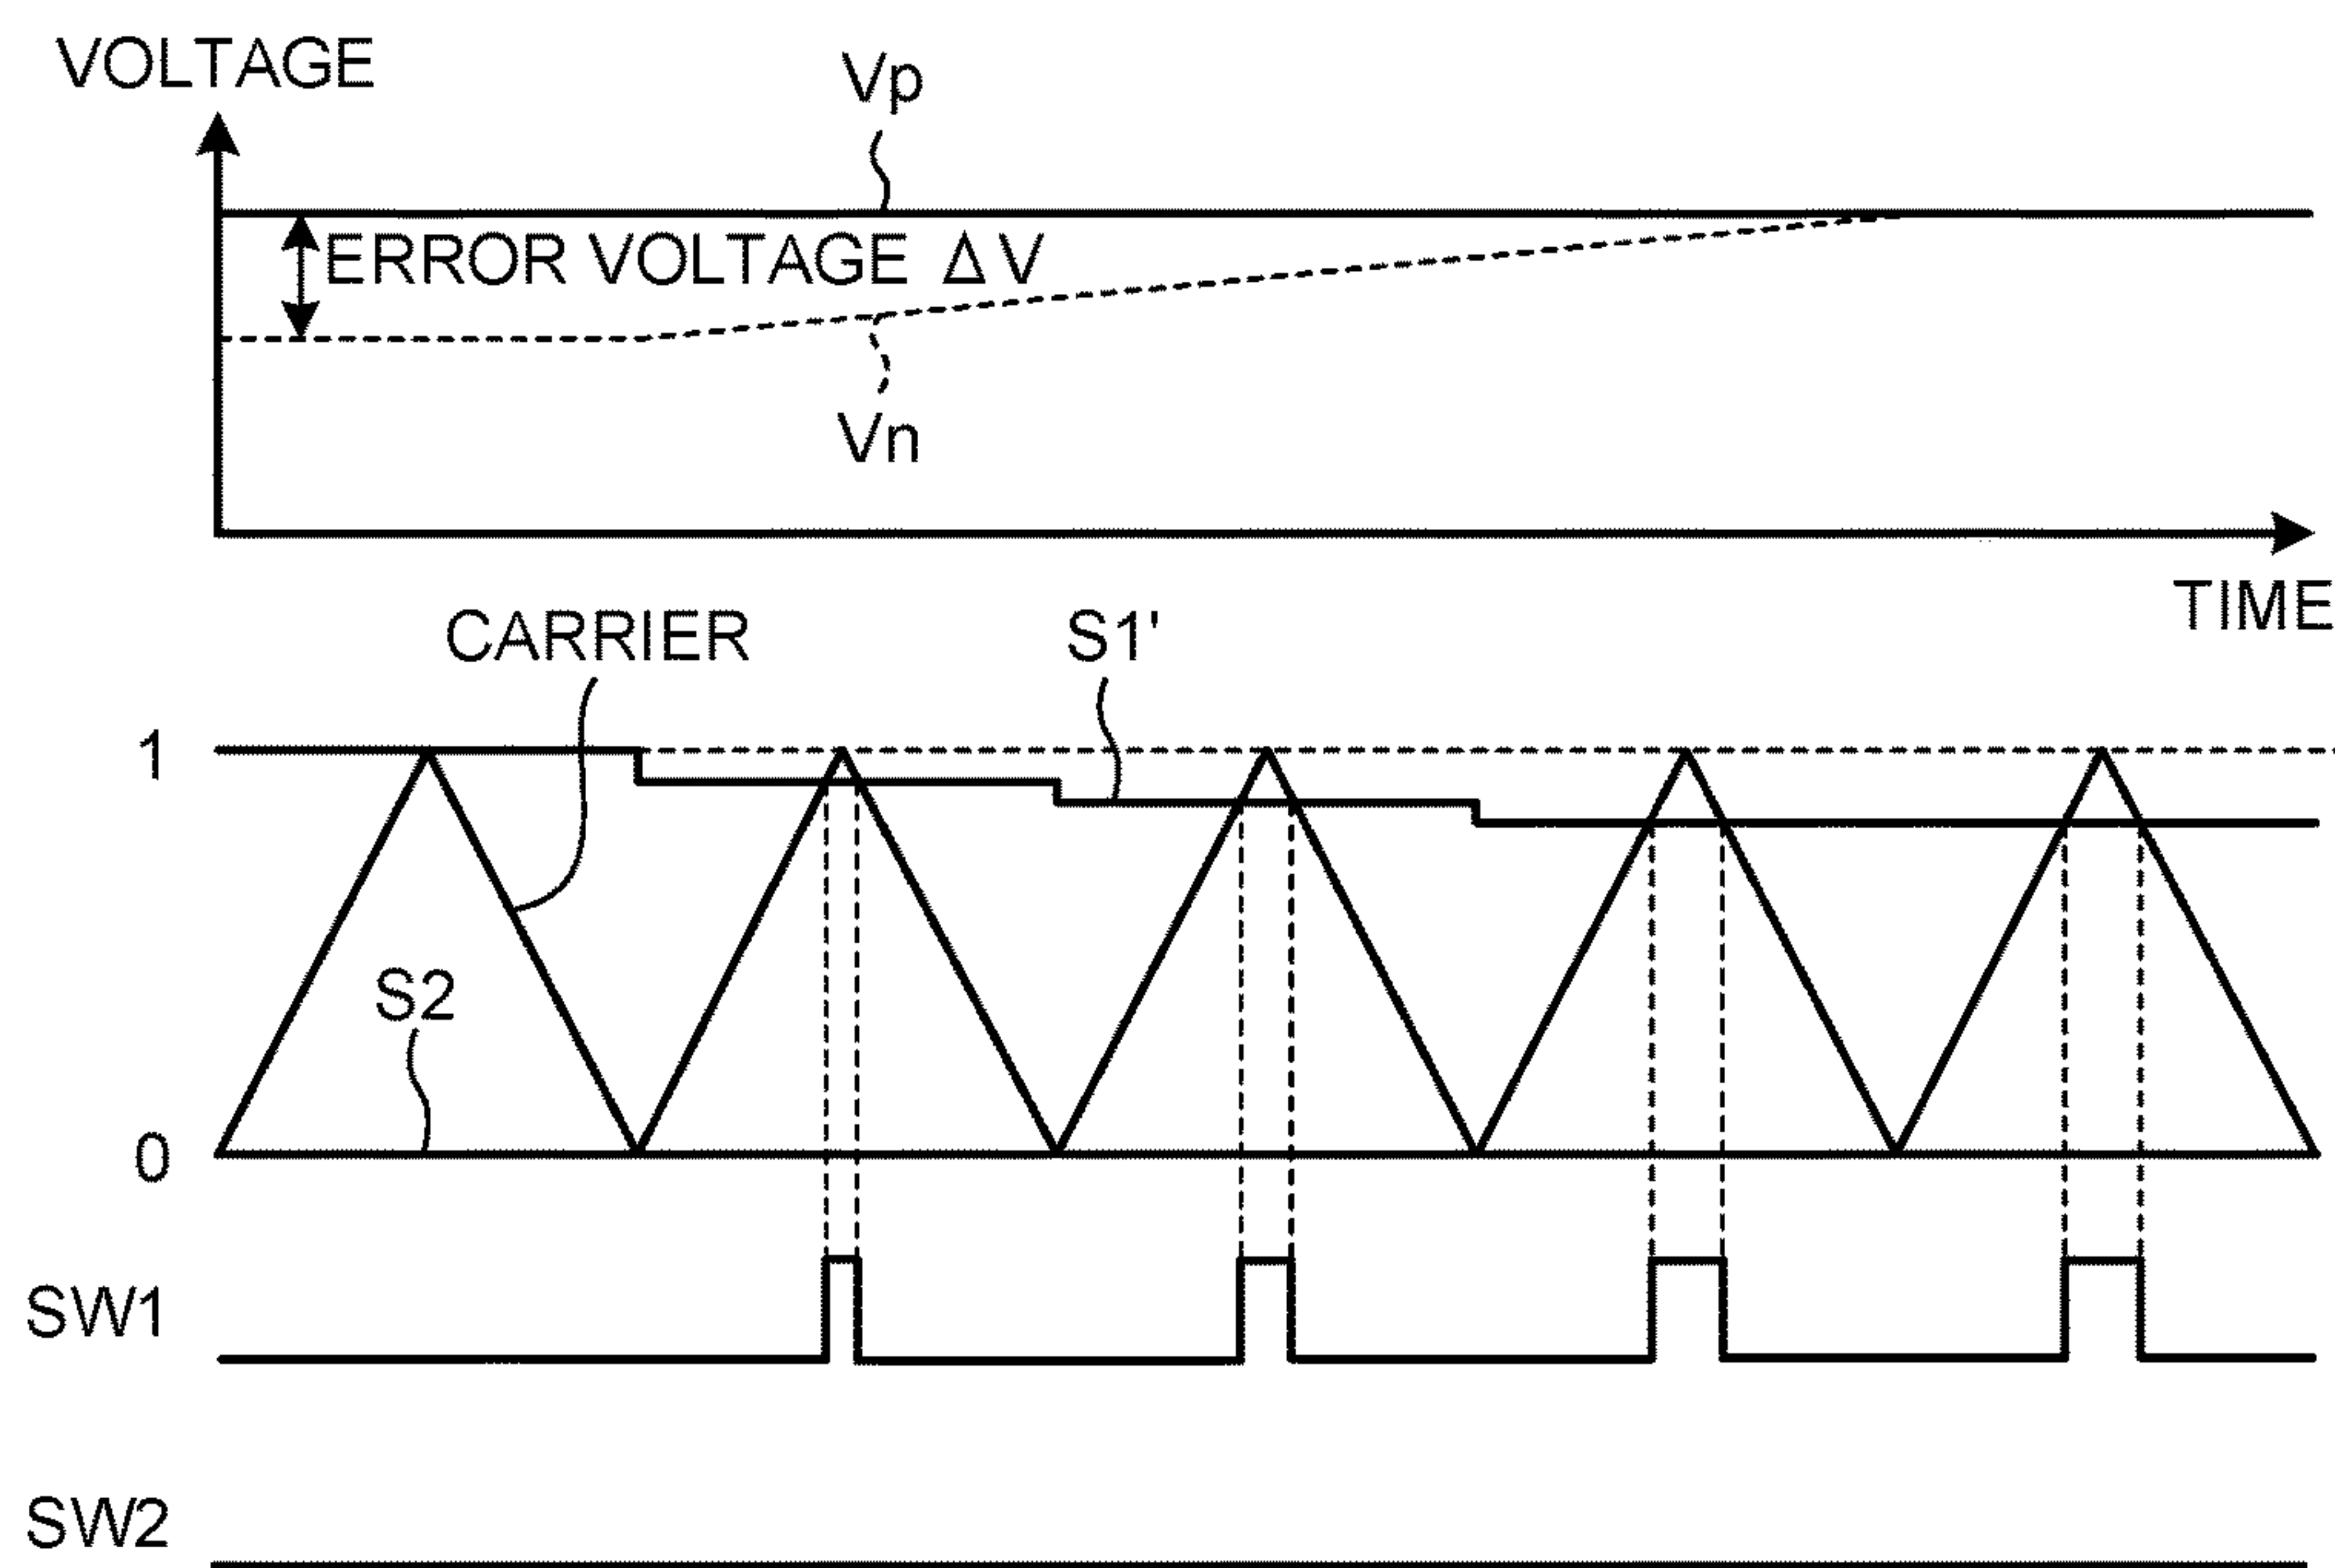 VOLTAGE
Vp
ERROR VOLTAGE ΔV
Vn
TIME
CARRIER
S1'
1
S2
0
SW1
SW2